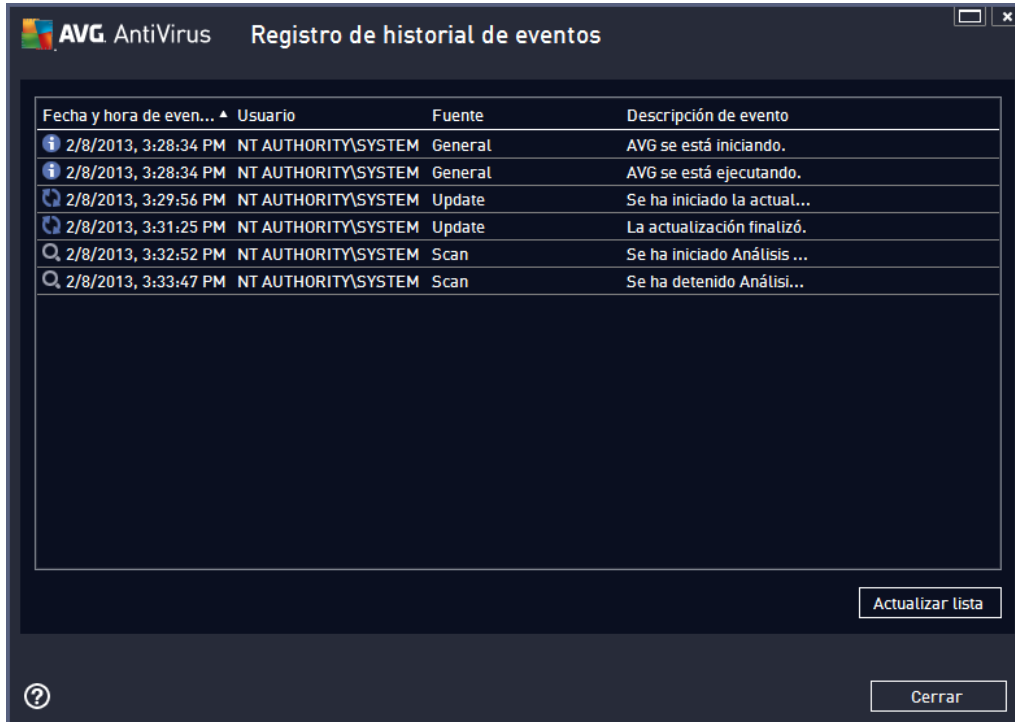 AVG AntiVirus Registro de historial de eventos
Fecha y hora de even... Usuario Fuente Descripción de evento
2/8/2013, 3:28:34 PM NT AUTHORITY\SYSTEM General AVG se está iniciando.
2/8/2013, 3:28:34 PM NT AUTHORITY\SYSTEM General AVG se está ejecutando.
2/8/2013, 3:29:56 PM NT AUTHORITY\SYSTEM Update Se ha iniciado la actual...
2/8/2013, 3:31:25 PM NT AUTHORITY\SYSTEM Update La actualización finalizó.
2/8/2013, 3:32:52 PM NT AUTHORITY\SYSTEM Scan Se ha iniciado Análisis ...
2/8/2013, 3:33:47 PM NT AUTHORITY\SYSTEM Scan Se ha detenido Análisi...
Actualizar lista
Cerrar